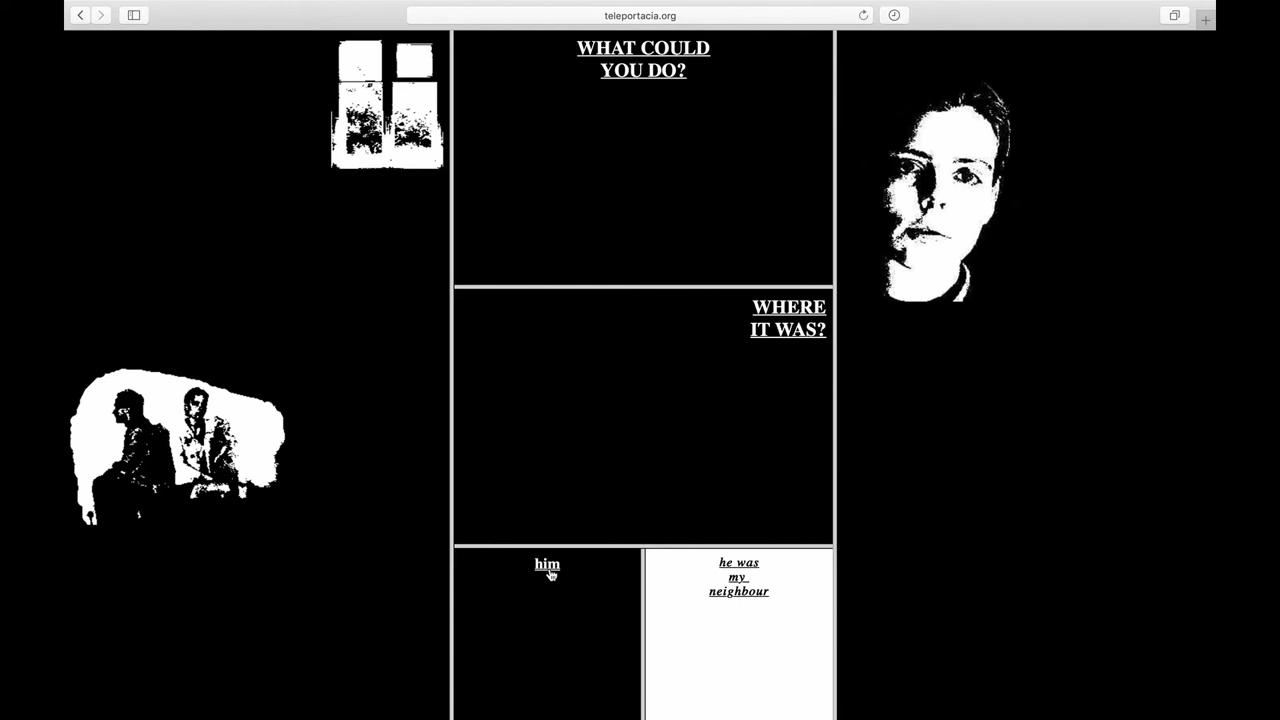 teleportacia.org
WHAT COULD
YOU DO?
WHERE
IT WAS?
him
he was
my
neighbour